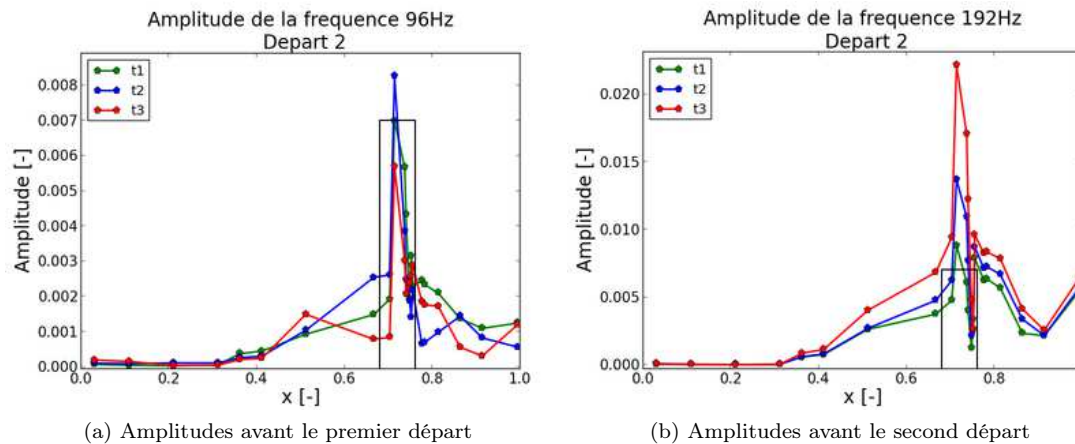 Amplitude de la frequence 96Hz
Depart 2
t1
t2
t3
Amplitude [-]
0.008
0.007
0.006
0.005
0.004
0.003
0.002
0.001
0.000
0.0
0.2
0.4
0.6
0.8
1.0
x [-]
(a) Amplitudes avant le premier départ
Amplitude de la frequence 192Hz
Depart 2
t1
t2
t3
Amplitude [-]
0.020
0.015
0.010
0.005
0.000
0.0
0.2
0.4
0.6
0.8
x [-]
(b) Amplitudes avant le second départ